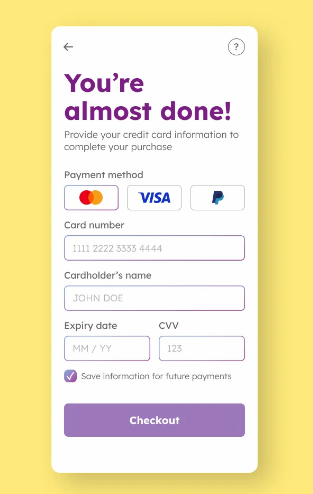 ?
You're
almost done!
Provide your credit card information to
complete your purchase
Payment method
VISA
Card number
1111 2222 3333 4444
Cardholder's name
JOHN DOE
Expiry date CVV
MM / YY 123
Save information for future payments
Checkout